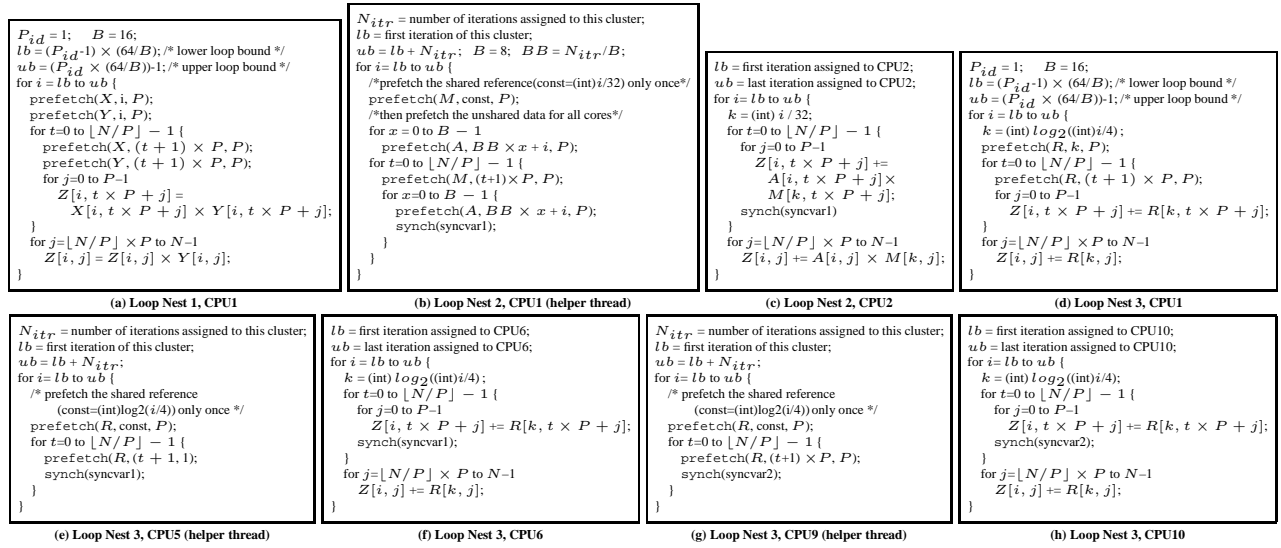 P_id = 1;    B = 16;
lb = (P_id-1) × (64/B); /* lower loop bound */
ub = (P_id × (64/B))-1; /* upper loop bound */
for i = lb to ub {
prefetch(X, i, P);
prefetch(Y, i, P);
for t=0 to ⌊N/P⌋ − 1 {
prefetch(X, (t + 1) × P, P);
prefetch(Y, (t + 1) × P, P);
for j=0 to P−1
Z[i, t × P + j] =
X[i, t × P + j] × Y[i, t × P + j];
}
for j=⌊N/P⌋ × P to N−1
Z[i, j] = Z[i, j] × Y[i, j];
}
(a) Loop Nest 1, CPU1
N_itr = number of iterations assigned to this cluster;
lb = first iteration of this cluster;
ub = lb + N_itr;  B = 8;  BB = N_itr/B;
for i= lb to ub {
/*prefetch the shared reference(const=(int)i/32) only once*/
prefetch(M, const, P);
/*then prefetch the unshared data for all cores*/
for x = 0 to B − 1
prefetch(A, BB × x + i, P);
for t=0 to ⌊N/P⌋ − 1 {
prefetch(M, (t+1) × P, P);
for x=0 to B − 1 {
prefetch(A, BB × x + i, P);
synch(syncvar1);
}
}
}
(b) Loop Nest 2, CPU1 (helper thread)
lb = first iteration assigned to CPU2;
ub = last iteration assigned to CPU2;
for i= lb to ub {
k = (int) i / 32;
for t=0 to ⌊N/P⌋ − 1 {
for j=0 to P−1
Z[i, t × P + j] +=
A[i, t × P + j]×
M[k, t × P + j];
synch(syncvar1)
}
for j=⌊N/P⌋ × P to N−1
Z[i, j] += A[i, j] × M[k, j];
}
(c) Loop Nest 2, CPU2
P_id = 1;    B = 16;
lb = (P_id-1) × (64/B); /* lower loop bound */
ub = (P_id × (64/B))-1; /* upper loop bound */
for i = lb to ub {
k = (int) log2((int)i/4) ;
prefetch(R, k, P);
for t=0 to ⌊N/P⌋ − 1 {
prefetch(R, (t + 1) × P, P);
for j=0 to P−1
Z[i, t × P + j] += R[k, t × P + j];
}
for j=⌊N/P⌋ × P to N−1
Z[i, j] += R[k, j];
}
(d) Loop Nest 3, CPU1
N_itr = number of iterations assigned to this cluster;
lb = first iteration of this cluster;
ub = lb + N_itr;
for i= lb to ub {
/* prefetch the shared reference
(const=(int)log2(i/4)) only once */
prefetch(R, const, P);
for t=0 to ⌊N/P⌋ − 1 {
prefetch(R, (t + 1, 1);
synch(syncvar1);
}
}
(e) Loop Nest 3, CPU5 (helper thread)
lb = first iteration assigned to CPU6;
ub = last iteration assigned to CPU6;
for i= lb to ub {
k = (int) log2((int)i/4) ;
for t=0 to ⌊N/P⌋ − 1 {
for j=0 to P−1
Z[i, t × P + j] += R[k, t × P + j];
synch(syncvar1);
}
for j=⌊N/P⌋ × P to N−1
Z[i, j] += R[k, j];
}
(f) Loop Nest 3, CPU6
N_itr = number of iterations assigned to this cluster;
lb = first iteration of this cluster;
ub = lb + N_itr;
for i= lb to ub {
/* prefetch the shared reference
(const=(int)log2(i/4)) only once */
prefetch(R, const, P);
for t=0 to ⌊N/P⌋ − 1 {
prefetch(R, (t+1) × P, P);
synch(syncvar2);
}
}
(g) Loop Nest 3, CPU9 (helper thread)
lb = first iteration assigned to CPU10;
ub = last iteration assigned to CPU10;
for i= lb to ub {
k = (int) log2((int)i/4);
for t=0 to ⌊N/P⌋ − 1 {
for j=0 to P−1
Z[i, t × P + j] += R[k, t × P + j];
synch(syncvar2);
}
for j=⌊N/P⌋ × P to N−1
Z[i, j] += R[k, j];
}
(h) Loop Nest 3, CPU10